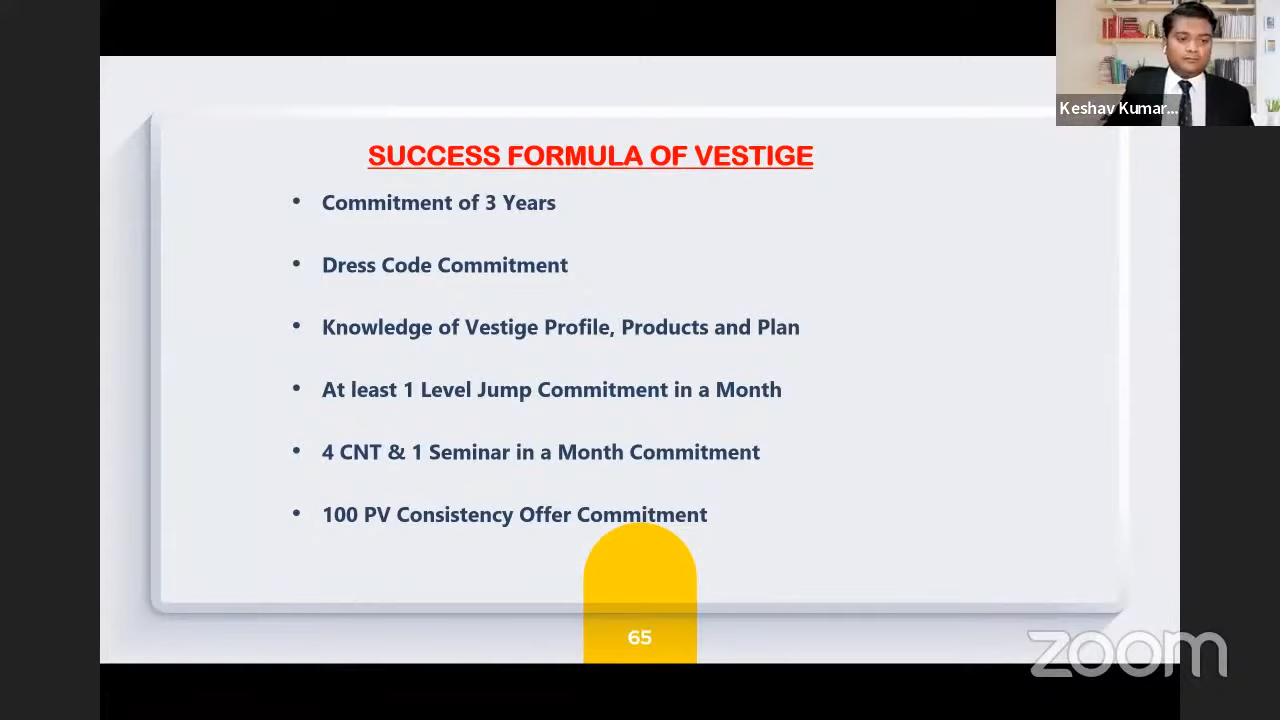 Keshav Kumar...
SUCCESS FORMULA OF VESTIGE
• Commitment of 3 Years
• Dress Code Commitment
• Knowledge of Vestige Profile, Products and Plan
• At least 1 Level Jump Commitment in a Month
• 4 CNT & 1 Seminar in a Month Commitment
• 100 PV Consistency Offer Commitment
65
zoom